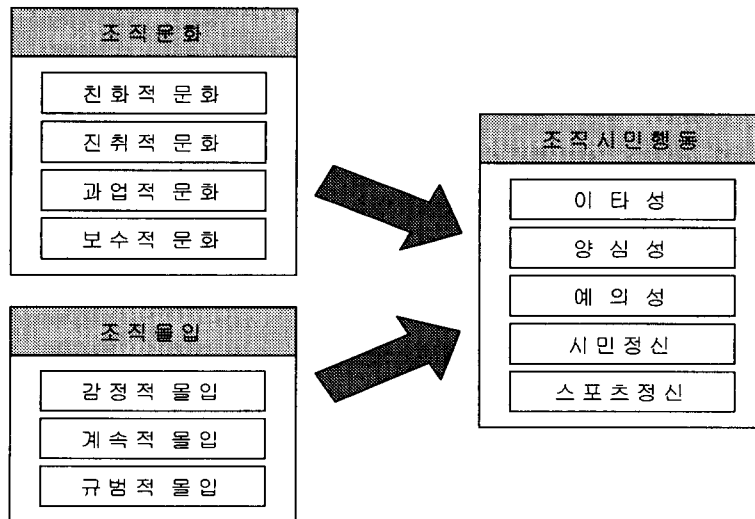 조직문화
친화적 문화
진취적 문화
과업적 문화
보수적 문화
조직몰입
감정적 몰입
계속적 몰입
규범적 몰입
조직시민행동
이타성
양심성
예의성
시민정신
스포츠정신